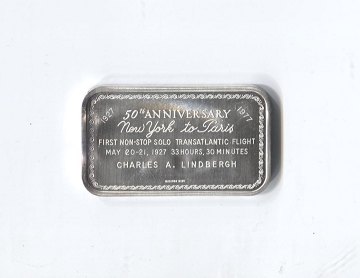 1927 1977
50TH ANNIVERSARY
New York to Paris
FIRST NON-STOP SOLO TRANSATLANTIC FLIGHT
MAY 20-21, 1927 33 HOURS, 30 MINUTES
CHARLES A. LINDBERGH